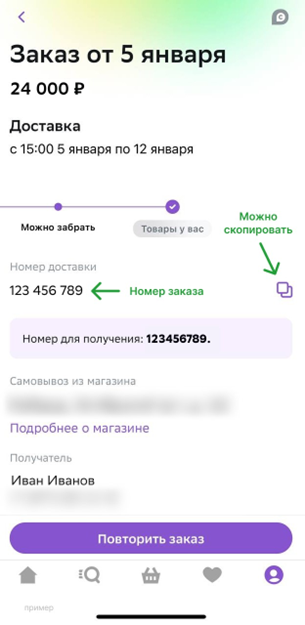 Заказ от 5 января
24 000 ₽
Доставка
с 15:00 5 января по 12 января
Можно забрать
Товары у вас
Можно
скопировать
Номер доставки
123 456 789
Номер заказа
Номер для получения: 123456789.
Самовывоз из магазина
Подробнее о магазине
Получатель
Иван Иванов
Повторить заказ
пример